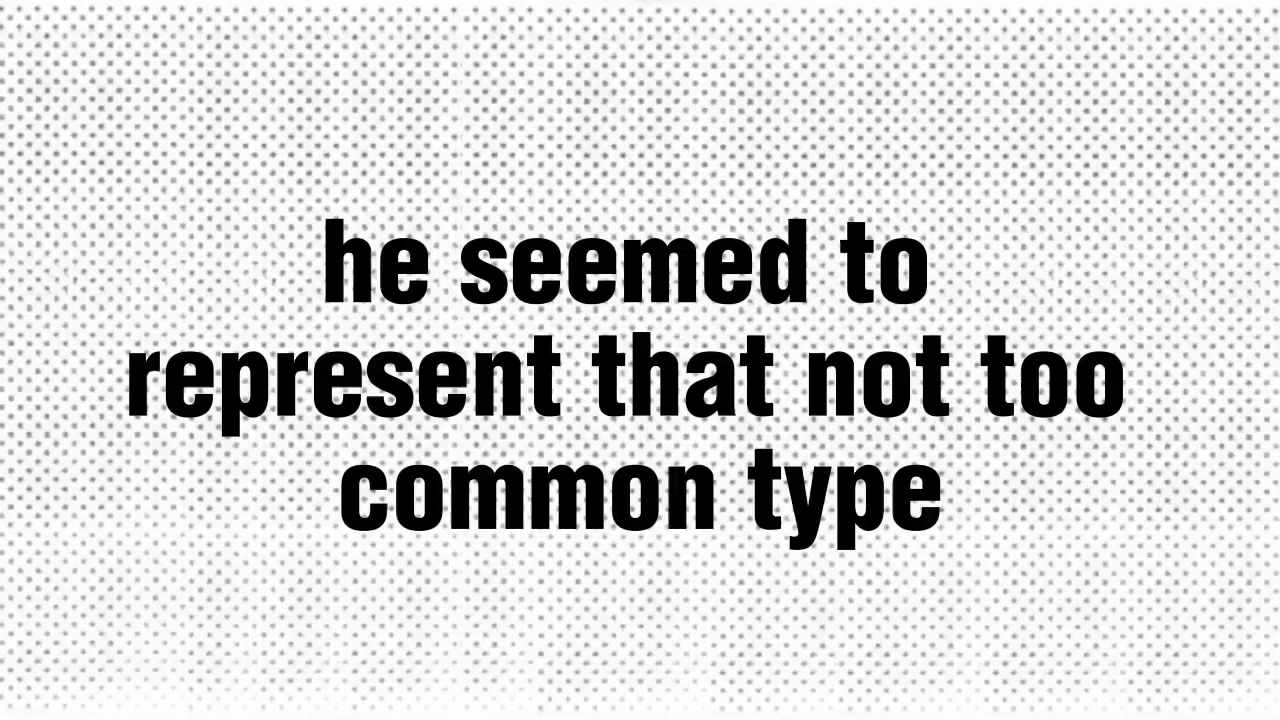 he seemed to
represent that not too
common type